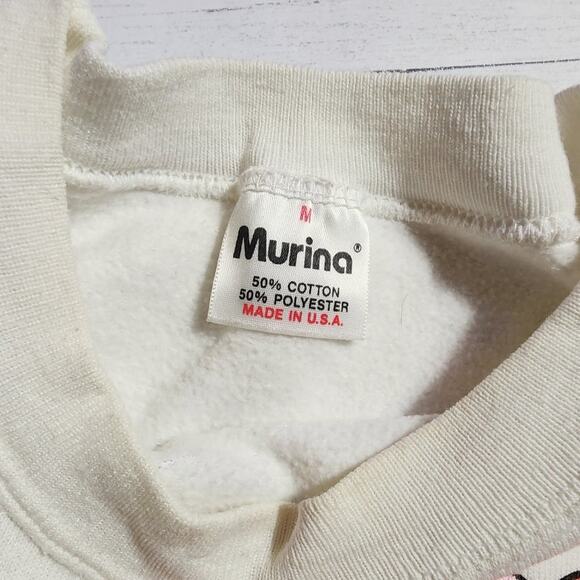 M
Murina®
50% COTTON
50% POLYESTER
MADE IN U.S.A.